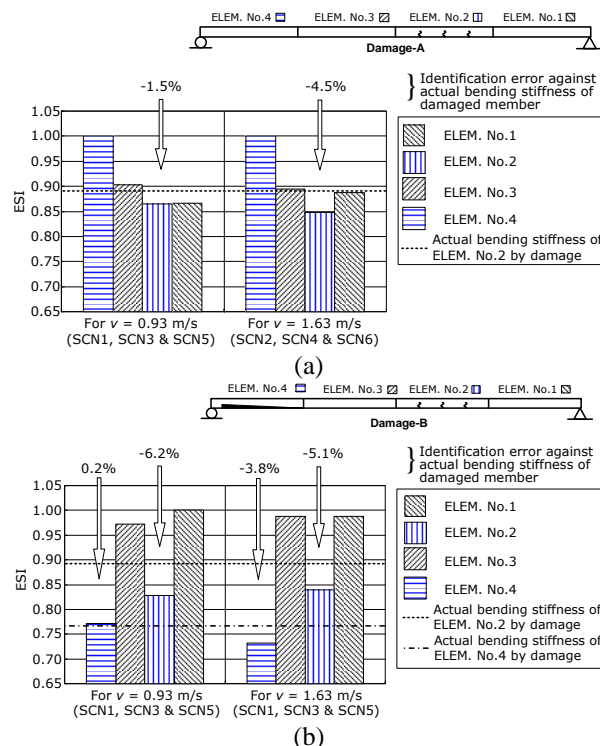 ELEM. No.4 ELEM. No.3 ELEM. No.2 ELEM. No.1
Damage-A
-1.5% -4.5%
} Identification error against
actual bending stiffness of
damaged member
1.05
1.00
0.95
0.90
0.85
0.80
0.75
0.70
0.65
ESI
ELEM. No.1
ELEM. No.2
ELEM. No.3
ELEM. No.4
Actual bending stiffness of
ELEM. No.2 by damage
For v = 0.93 m/s For v = 1.63 m/s
(SCN1, SCN3 & SCN5) (SCN2, SCN4 & SCN6)
(a)
ELEM. No.4 ELEM. No.3 ELEM. No.2 ELEM. No.1
Damage-B
0.2% -6.2% -3.8% -5.1%
} Identification error against
actual bending stiffness of
damaged member
1.05
1.00
0.95
0.90
0.85
0.80
0.75
0.70
0.65
ESI
ELEM. No.1
ELEM. No.2
ELEM. No.3
ELEM. No.4
Actual bending stiffness of
ELEM. No.2 by damage
Actual bending stiffness of
ELEM. No.4 by damage
For v = 0.93 m/s For v = 1.63 m/s
(SCN1, SCN3 & SCN5) (SCN1, SCN3 & SCN5)
(b)